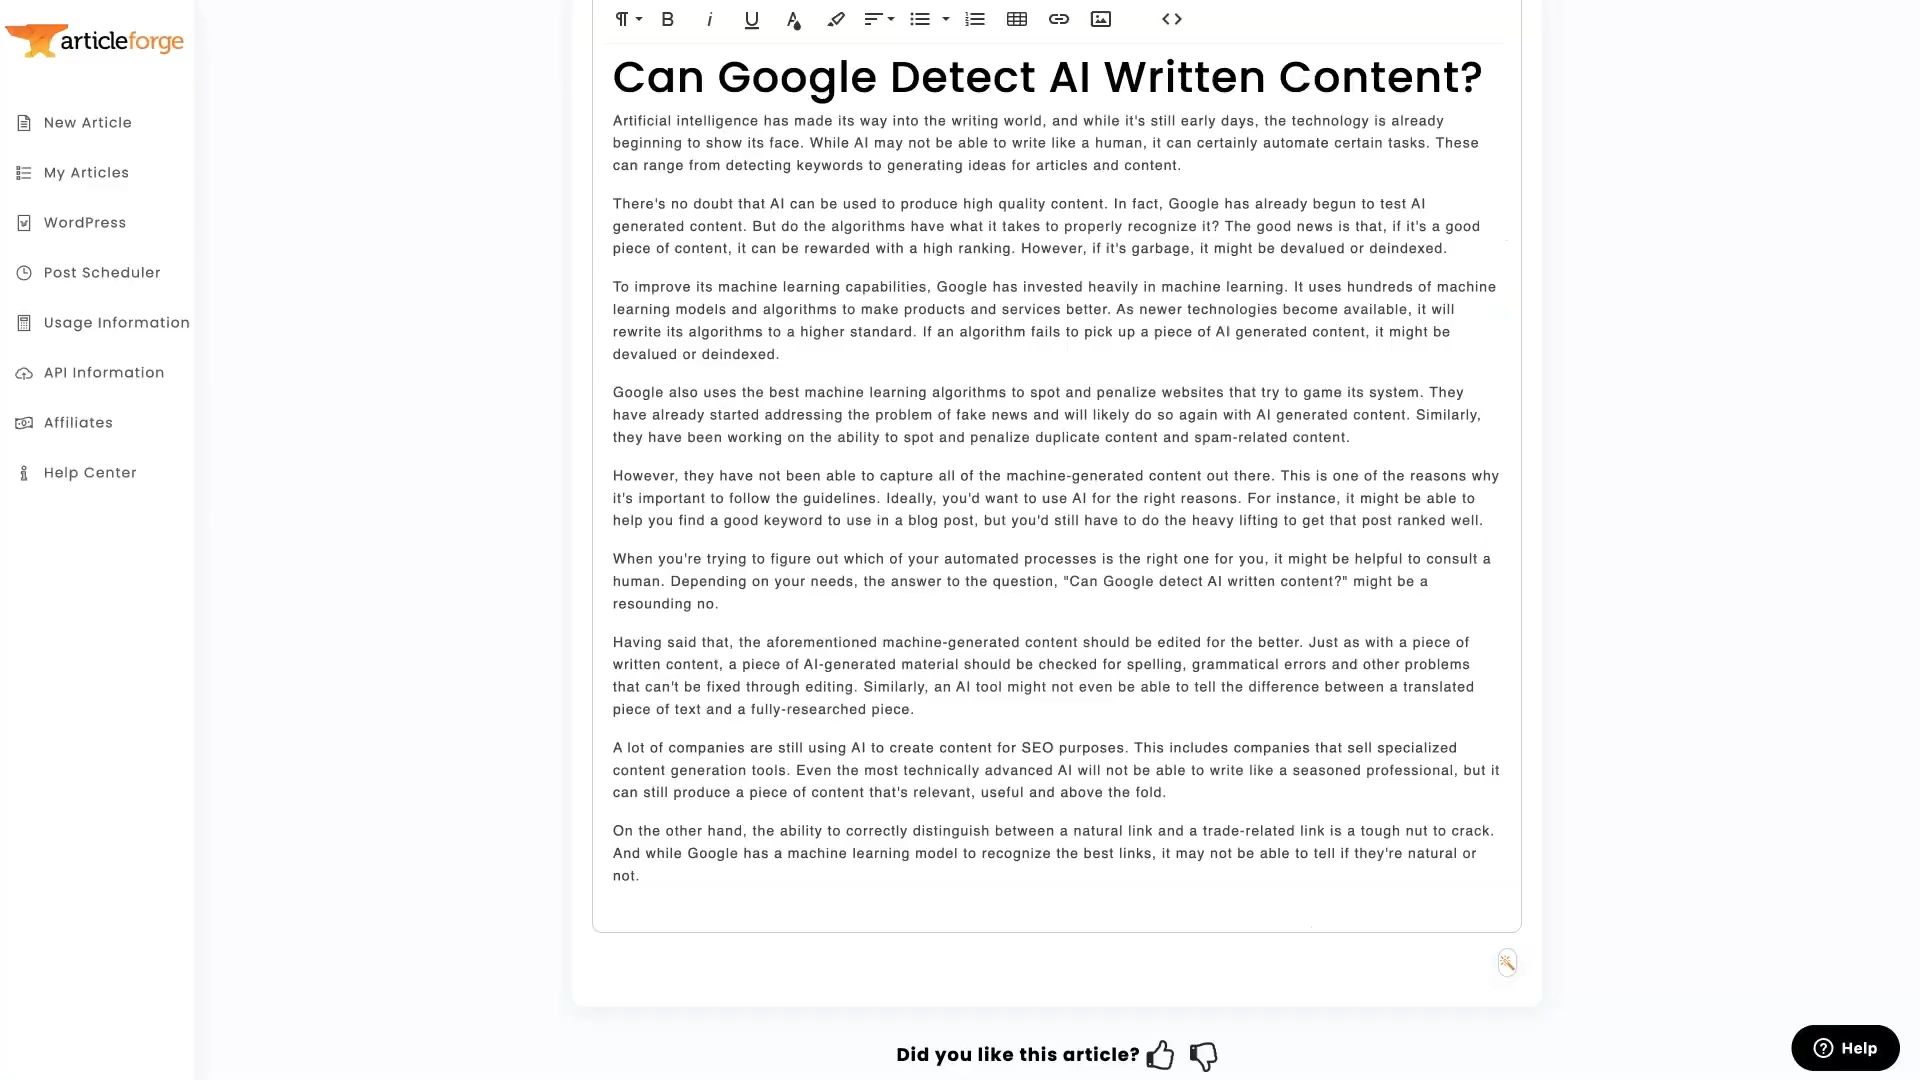 articleforge
New Article
My Articles
WordPress
Post Scheduler
Usage Information
API Information
Affiliates
Help Center
Can Google Detect AI Written Content?
Artificial intelligence has made its way into the writing world, and while it's still early days, the technology is already
beginning to show its face. While AI may not be able to write like a human, it can certainly automate certain tasks. These
can range from detecting keywords to generating ideas for articles and content.
There's no doubt that AI can be used to produce high quality content. In fact, Google has already begun to test AI
generated content. But do the algorithms have what it takes to properly recognize it? The good news is that, if it's a good
piece of content, it can be rewarded with a high ranking. However, if it's garbage, it might be devalued or deindexed.
To improve its machine learning capabilities, Google has invested heavily in machine learning. It uses hundreds of machine
learning models and algorithms to make products and services better. As newer technologies become available, it will
rewrite its algorithms to a higher standard. If an algorithm fails to pick up a piece of AI generated content, it might be
devalued or deindexed.
Google also uses the best machine learning algorithms to spot and penalize websites that try to game its system. They
have already started addressing the problem of fake news and will likely do so again with AI generated content. Similarly,
they have been working on the ability to spot and penalize duplicate content and spam-related content.
However, they have not been able to capture all of the machine-generated content out there. This is one of the reasons why
it's important to follow the guidelines. Ideally, you'd want to use AI for the right reasons. For instance, it might be able to
help you find a good keyword to use in a blog post, but you'd still have to do the heavy lifting to get that post ranked well.
When you're trying to figure out which of your automated processes is the right one for you, it might be helpful to consult a
human. Depending on your needs, the answer to the question, "Can Google detect AI written content?" might be a
resounding no.
Having said that, the aforementioned machine-generated content should be edited for the better. Just as with a piece of
written content, a piece of AI-generated material should be checked for spelling, grammatical errors and other problems
that can't be fixed through editing. Similarly, an AI tool might not even be able to tell the difference between a translated
piece of text and a fully-researched piece.
A lot of companies are still using AI to create content for SEO purposes. This includes companies that sell specialized
content generation tools. Even the most technically advanced AI will not be able to write like a seasoned professional, but it
can still produce a piece of content that's relevant, useful and above the fold.
On the other hand, the ability to correctly distinguish between a natural link and a trade-related link is a tough nut to crack.
And while Google has a machine learning model to recognize the best links, it may not be able to tell if they're natural or
not.
Did you like this article?
Help